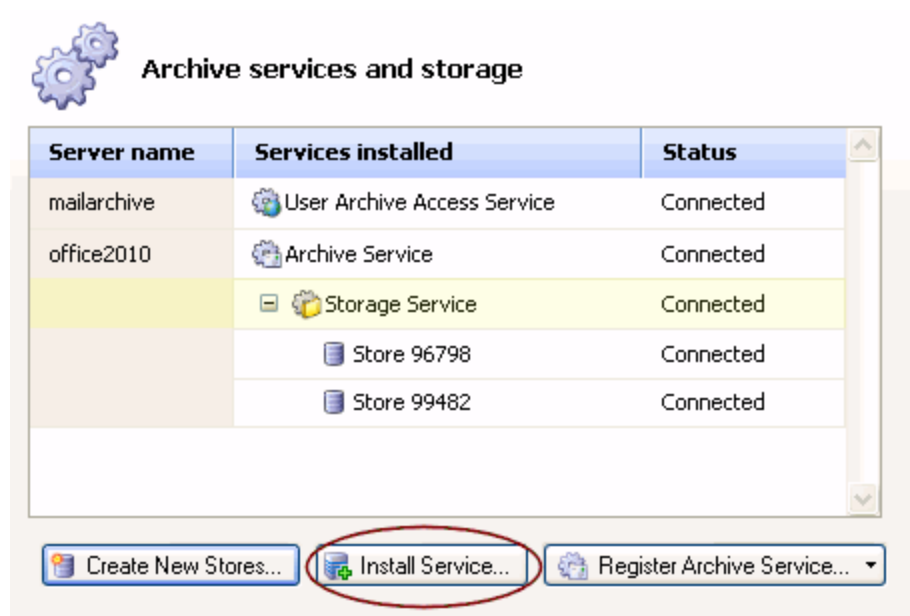 Archive services and storage
Server name Services installed Status
mailarchive User Archive Access Service Connected
office2010 Archive Service Connected
Storage Service Connected
Store 96798 Connected
Store 99482 Connected
Create New Stores... Install Service... Register Archive Service...